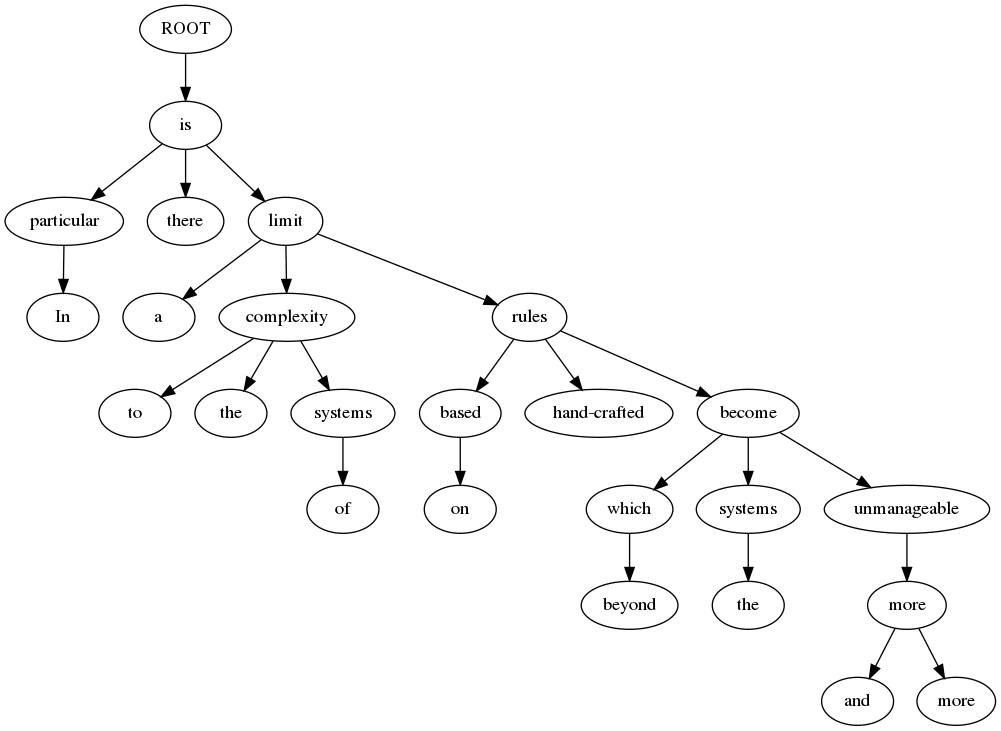 ROOT
is
particular there limit
In a complexity rules
to the systems based hand-crafted become
of on which systems unmanageable
beyond the more
and more